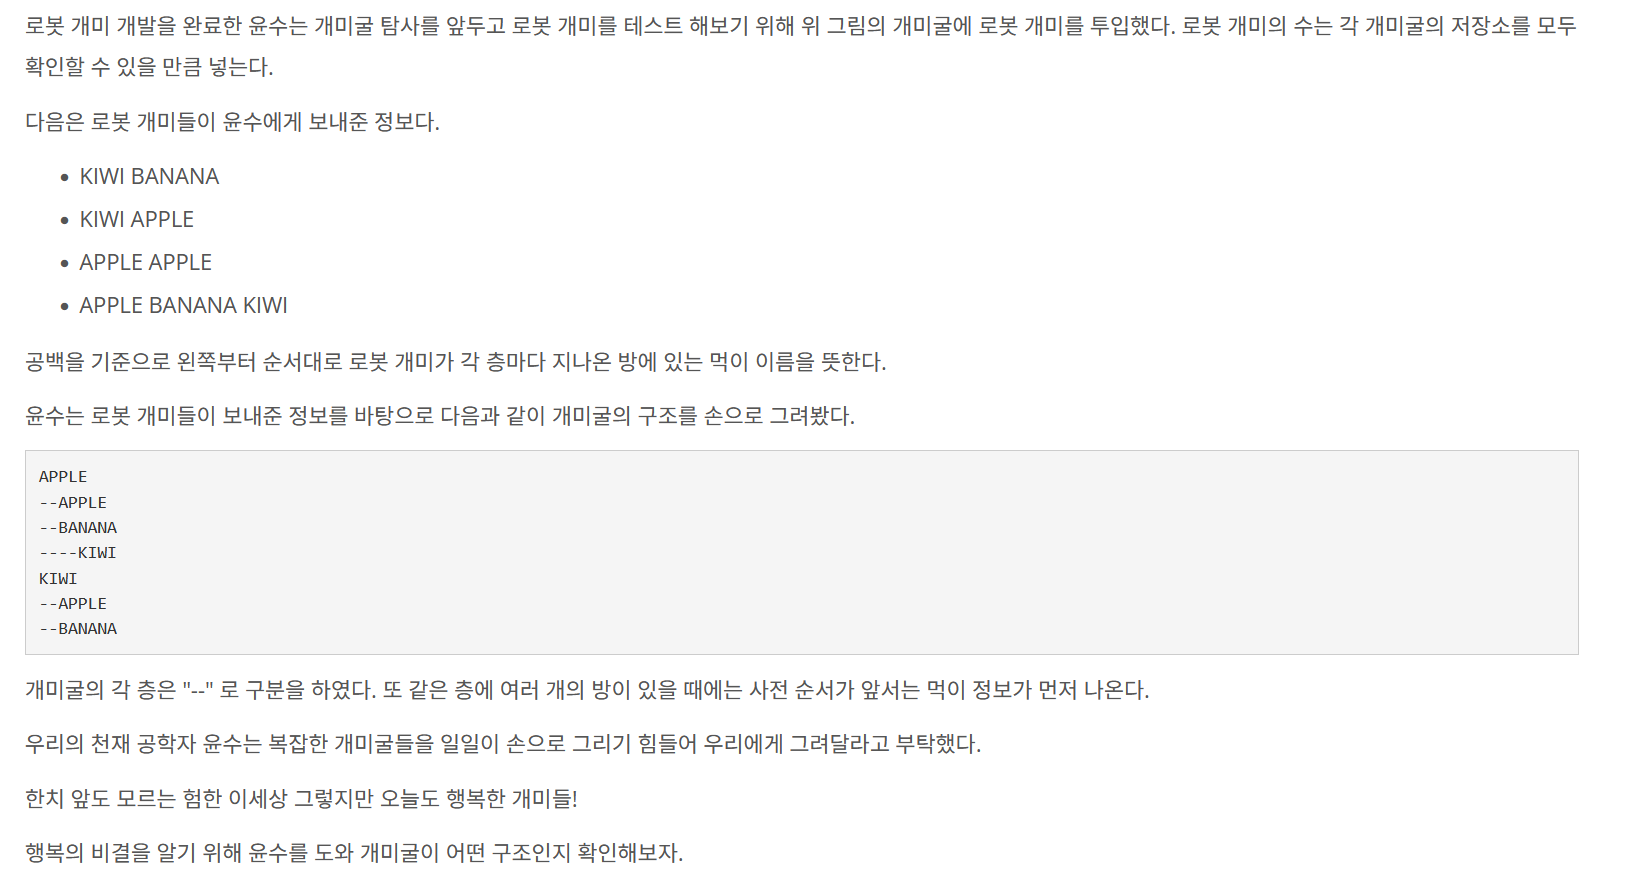 로봇 개미 개발을 완료한 윤수는 개미굴 탐사를 앞두고 로봇 개미를 테스트 해보기 위해 위 그림의 개미굴에 로봇 개미를 투입했다. 로봇 개미의 수는 각 개미굴의 저장소를 모두
확인할 수 있을 만큼 넣는다.
다음은 로봇 개미들이 윤수에게 보내준 정보다.
• KIWI BANANA
• KIWI APPLE
• APPLE APPLE
• APPLE BANANA KIWI
공백을 기준으로 왼쪽부터 순서대로 로봇 개미가 각 층마다 지나온 방에 있는 먹이 이름을 뜻한다.
윤수는 로봇 개미들이 보내준 정보를 바탕으로 다음과 같이 개미굴의 구조를 손으로 그려봤다.
APPLE
--APPLE
--BANANA
----KIWI
KIWI
--APPLE
--BANANA
개미굴의 각 층은 "--" 로 구분을 하였다. 또 같은 층에 여러 개의 방이 있을 때에는 사전 순서가 앞서는 먹이 정보가 먼저 나온다.
우리의 천재 공학자 윤수는 복잡한 개미굴들을 일일이 손으로 그리기 힘들어 우리에게 그려달라고 부탁했다.
한치 앞도 모르는 험한 이세상 그렇지만 오늘도 행복한 개미들!
행복의 비결을 알기 위해 윤수를 도와 개미굴이 어떤 구조인지 확인해보자.